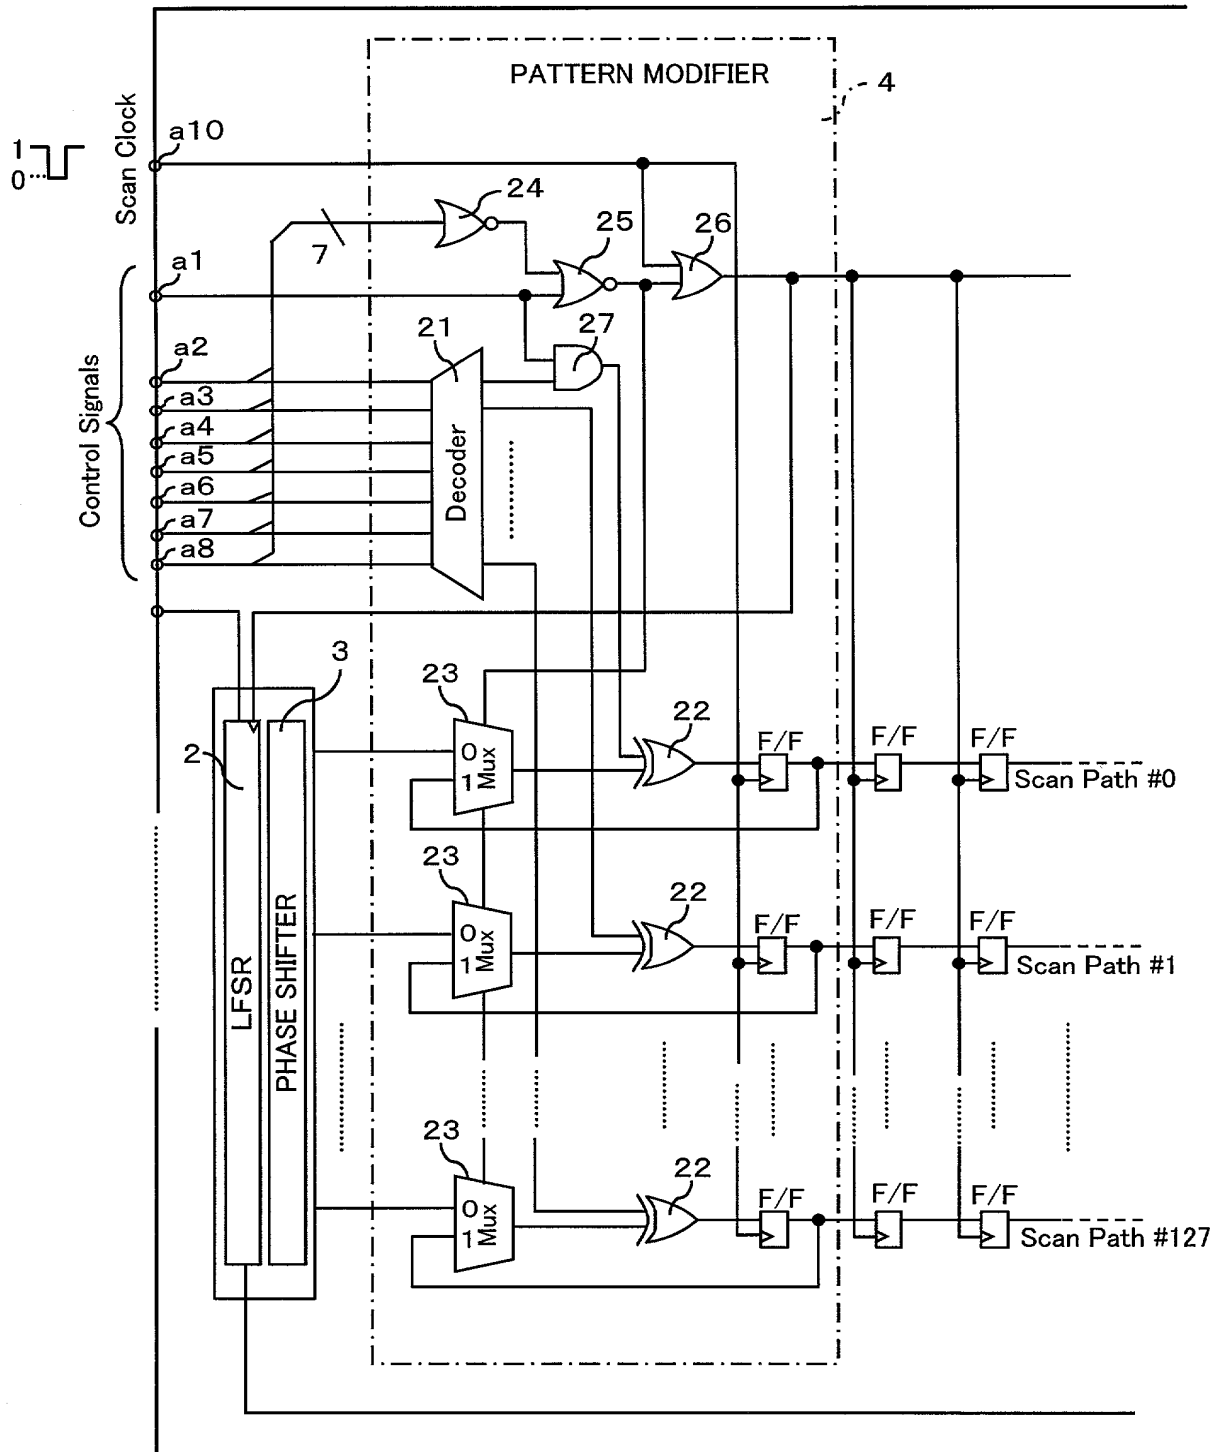 PATTERN MODIFIER
4
Scan Clock
a10
1
0
24
7
25
26
a1
27
21
Control Signals
a2
a3
a4
a5
a6
a7
a8
Decoder
3
2
LFSR
PHASE SHIFTER
23
0
1
Mux
22
F/F
F/F
F/F
Scan Path #0
23
0
1
Mux
22
F/F
F/F
F/F
Scan Path #1
23
0
1
Mux
22
F/F
F/F
F/F
Scan Path #127